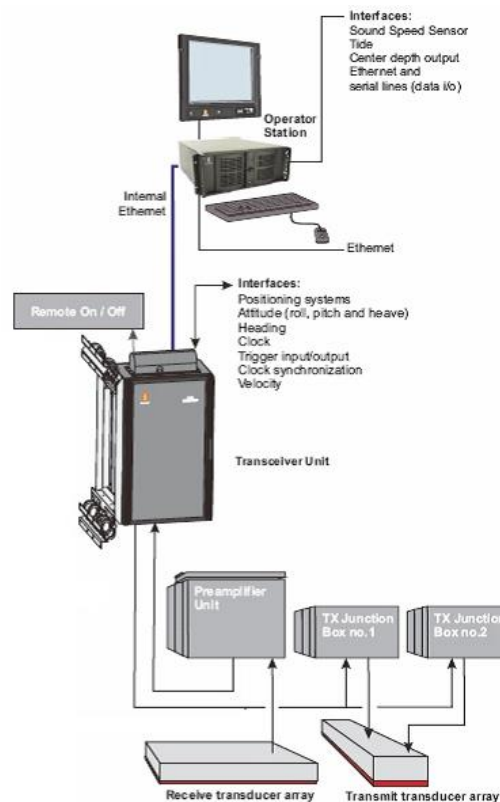 Interfaces:
Sound Speed Sensor
Tide
Center depth output
Ethernet and
serial lines (data i/o)
Operator
Station
Internal
Ethernet
Ethernet
Interfaces:
Positioning systems
Attitude (roll, pitch and heave)
Heading
Clock
Trigger input/output
Clock synchronization
Velocity
Remote On / Off
Transceiver Unit
Preamplifier
Unit
TX Junction
Box no.1
TX Junction
Box no.2
Receive transducer array
Transmit transducer array